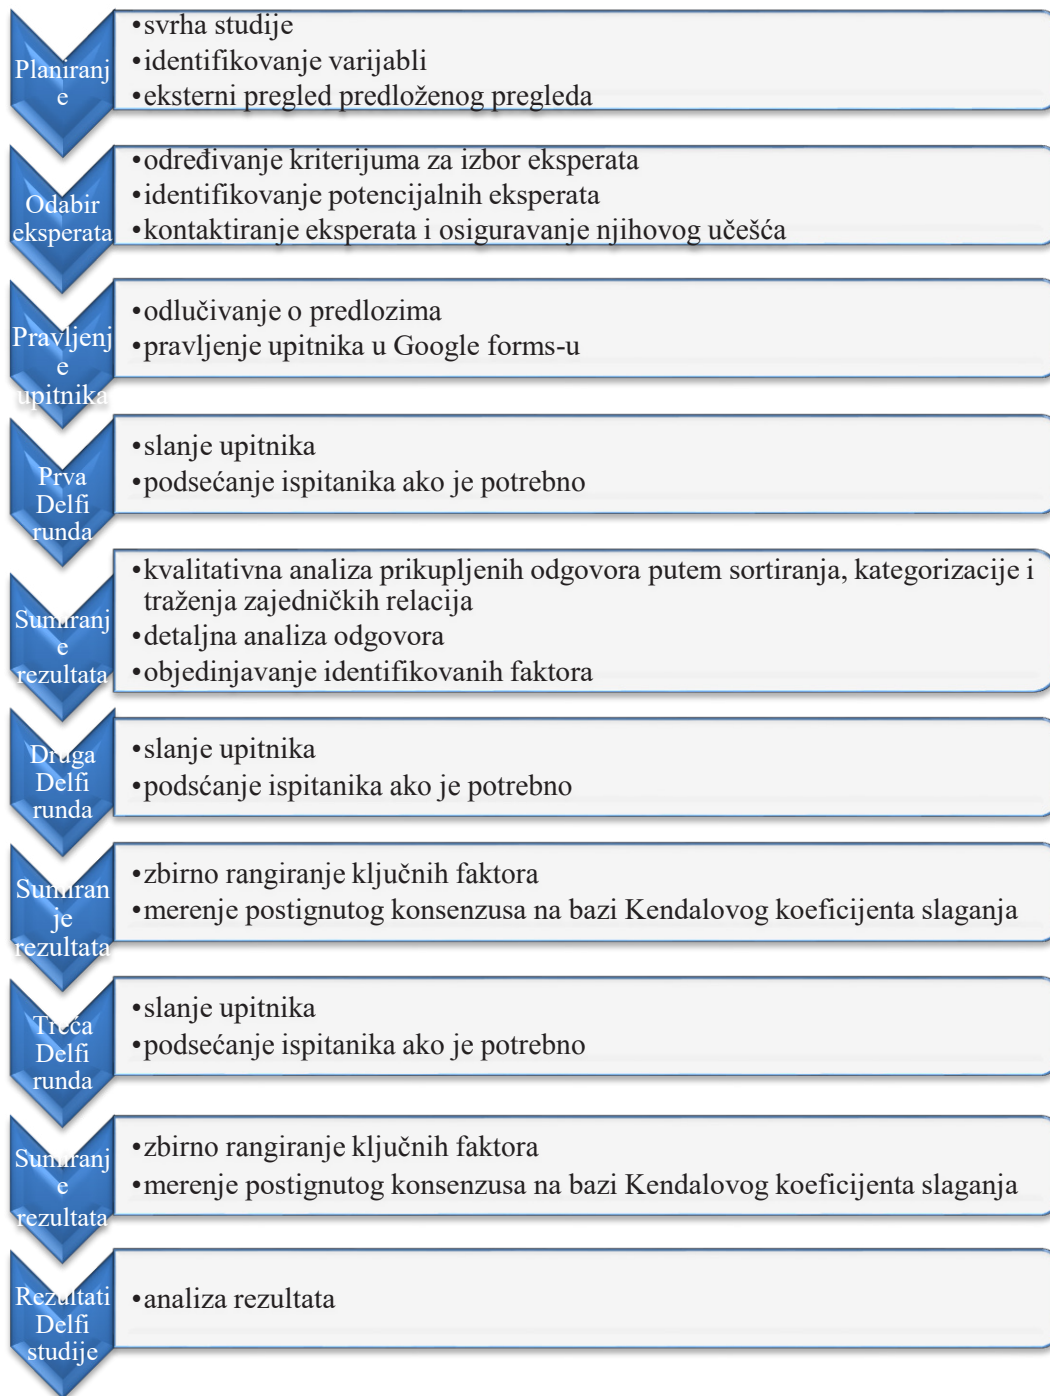 Planiranj
e
•svrha studije
•identifikovanje varijabli
•eksterni pregled predloženog pregleda
Odabir
eksperata
•određivanje kriterijuma za izbor eksperata
•identifikovanje potencijalnih eksperata
•kontaktiranje eksperata i osiguravanje njihovog učešća
Pravljenj
e
upitnika
•odlučivanje o predlozima
•pravljenje upitnika u Google forms-u
Prva
Delfi
runda
•slanje upitnika
•podsećanje ispitanika ako je potrebno
Sumiranj
e
rezultata
•kvalitativna analiza prikupljenih odgovora putem sortiranja, kategorizacije i
traženja zajedničkih relacija
•detaljna analiza odgovora
•objedinjavanje identifikovanih faktora
Druga
Delfi
runda
•slanje upitnika
•podsćanje ispitanika ako je potrebno
Sumiran
je
rezultata
•zbirno rangiranje ključnih faktora
•merenje postignutog konsenzusa na bazi Kendalovog koeficijenta slaganja
Treća
Delfi
runda
•slanje upitnika
•podsećanje ispitanika ako je potrebno
Sumiranj
e
rezultata
•zbirno rangiranje ključnih faktora
•merenje postignutog konsenzusa na bazi Kendalovog koeficijenta slaganja
Rezultati
Delfi
studije
•analiza rezultata